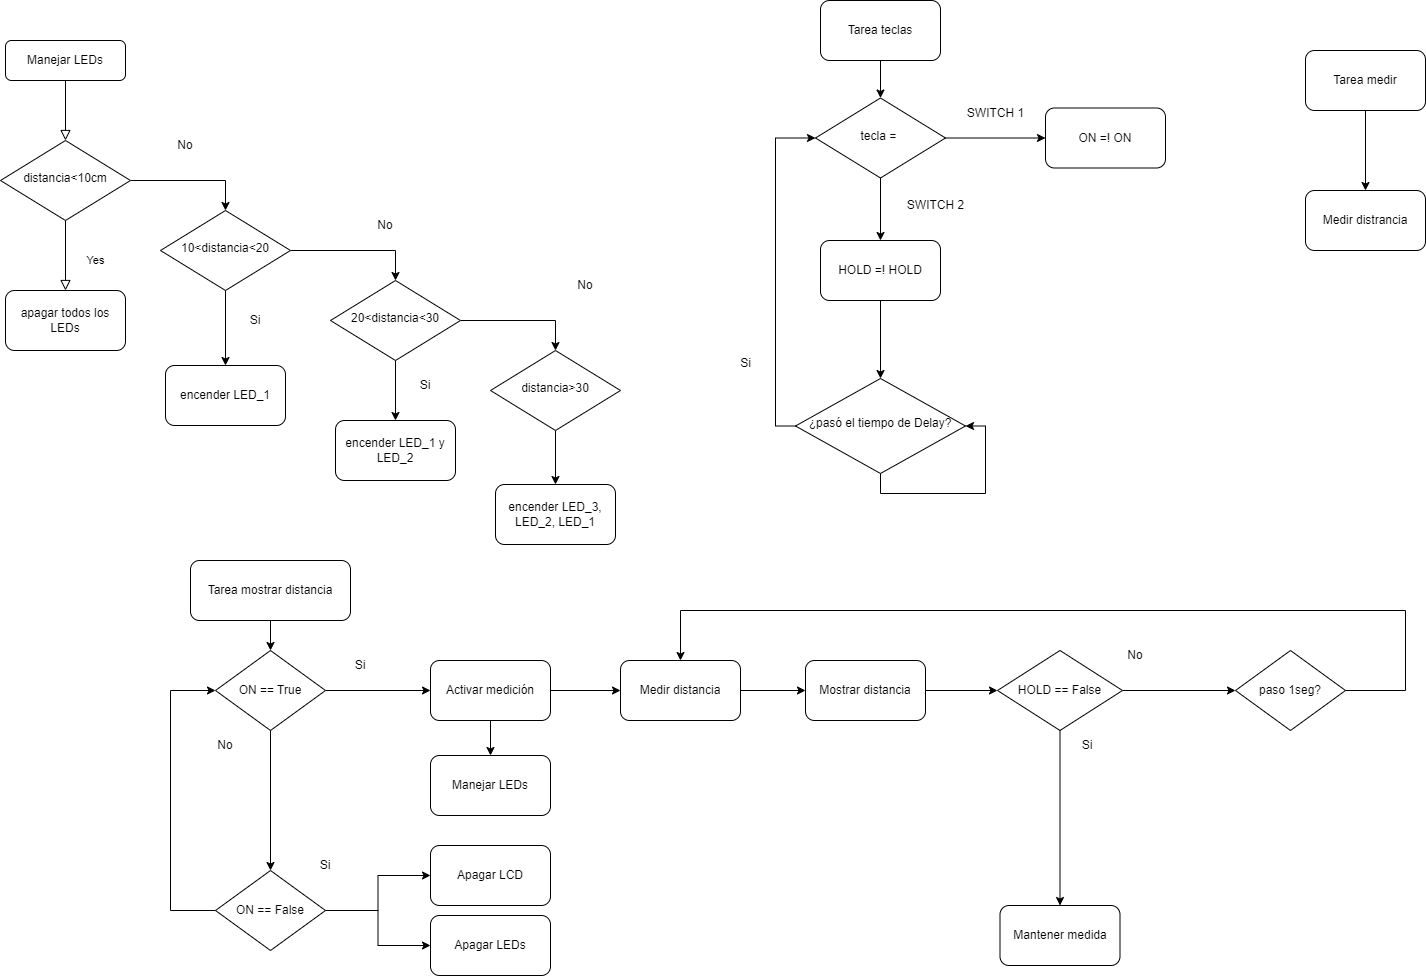 Manejar LEDs
distancia<10cm
No
Yes
apagar todos los
LEDs
10<distancia<20
No
Si
encender LED_1
20<distancia<30
No
Si
encender LED_1 y
LED_2
distancia>30
encender LED_3,
LED_2, LED_1
Tarea teclas
tecla =
SWITCH 1
ON =! ON
SWITCH 2
HOLD =! HOLD
Si
¿pasó el tiempo de Delay?
Tarea medir
Medir distrancia
Tarea mostrar distancia
ON == True
Si
No
Activar medición
Manejar LEDs
Medir distancia
Mostrar distancia
HOLD == False
No
Si
paso 1seg?
Mantener medida
ON == False
Si
Apagar LCD
Apagar LEDs